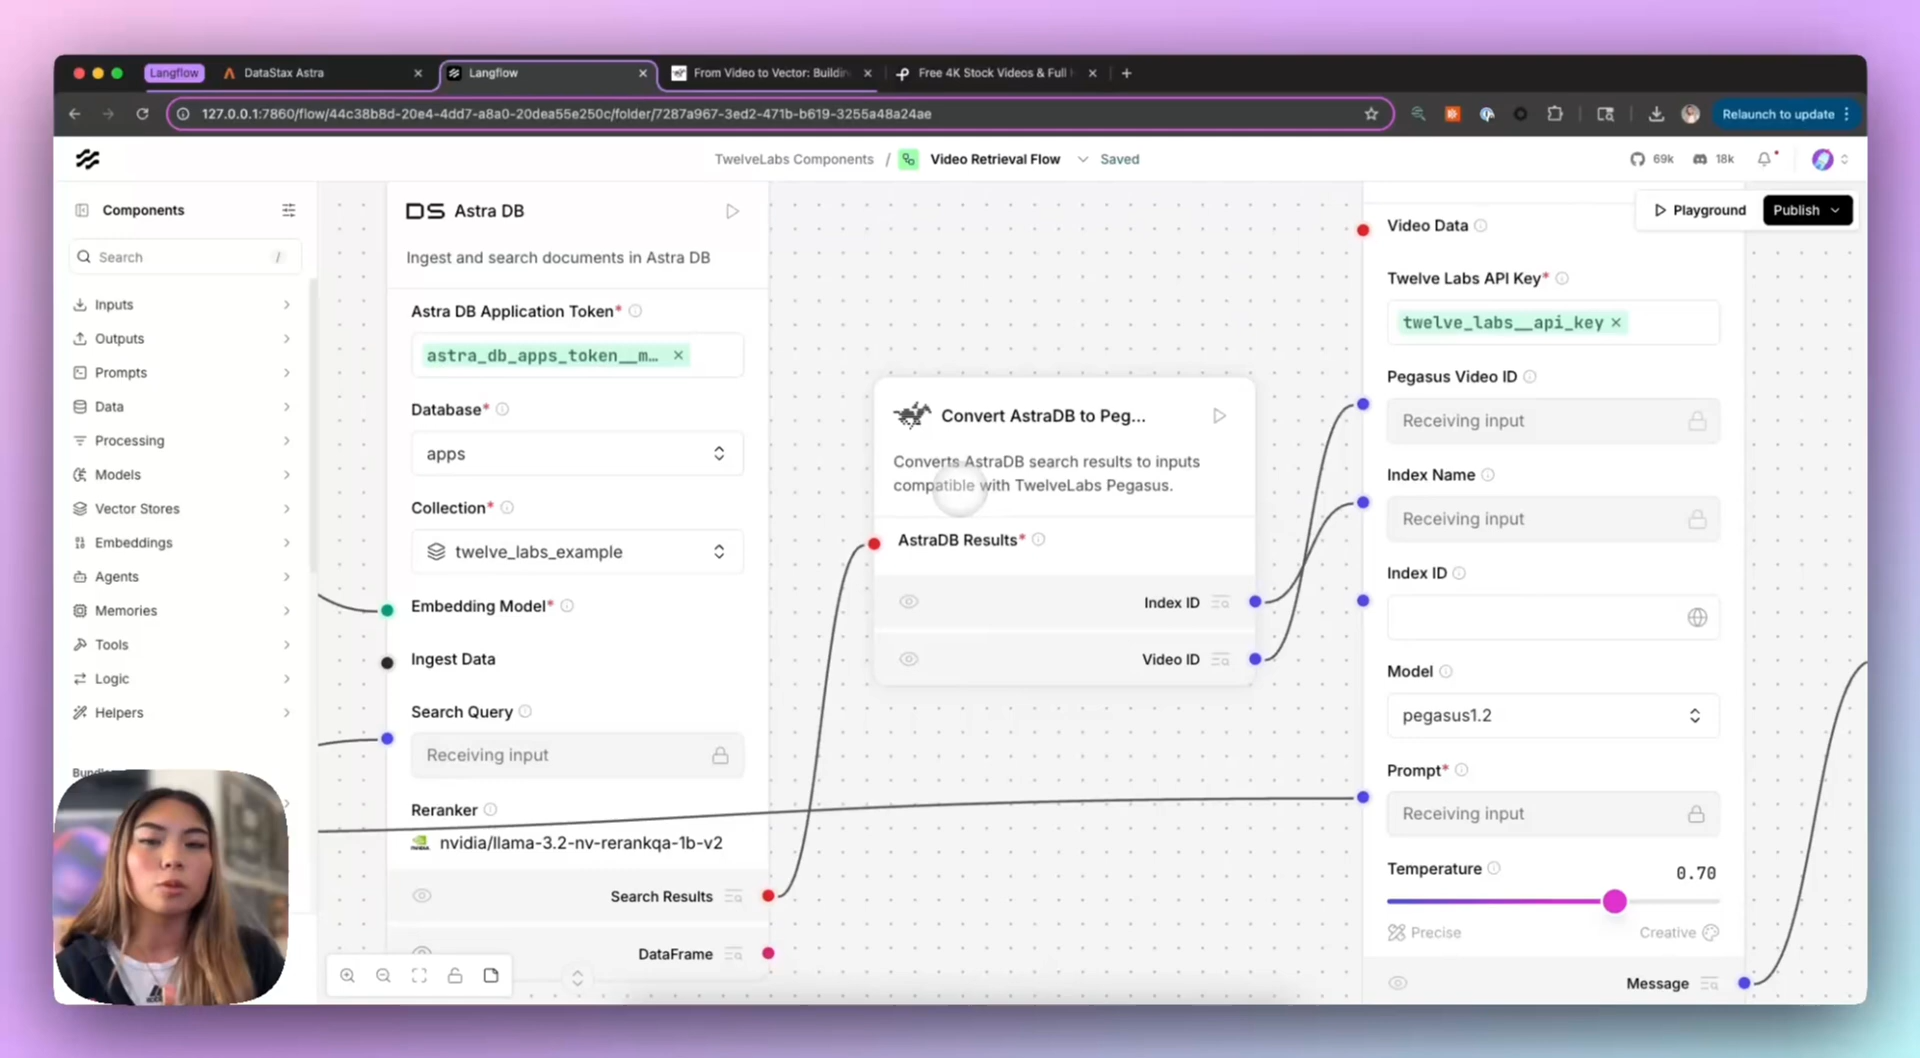 Langflow
DataStax Astra
Langflow
From Video to Vector: Buildin
Free 4K Stock Videos & Full
127.0.0.1:7860/flow/44c38b8d-20e4-4dd7-a8a0-20dea55e250c/folder/7287a967-3ed2-471b-b619-3255a48a24ae
Relaunch to update
TwelveLabs Components / Video Retrieval Flow Saved
69k
18k
Components
Search /
Inputs
Outputs
Prompts
Data
Processing
Models
Vector Stores
Embeddings
Agents
Memories
Tools
Logic
Helpers
DS Astra DB
Ingest and search documents in Astra DB
Astra DB Application Token*
astra_db_apps_token__m…
Database*
apps
Collection*
twelve_labs_example
Embedding Model*
Ingest Data
Search Query
Receiving input
Reranker
nvidia/llama-3.2-nv-rerankqa-1b-v2
Search Results
DataFrame
Convert AstraDB to Peg...
Converts AstraDB search results to inputs
compatible with TwelveLabs Pegasus.
AstraDB Results*
Index ID
Video ID
Playground
Publish
Video Data
Twelve Labs API Key*
twelve_labs__api_key
Pegasus Video ID
Receiving input
Index Name
Receiving input
Index ID
Model
pegasus1.2
Prompt*
Receiving input
Temperature
0.70
Precise
Creative
Message